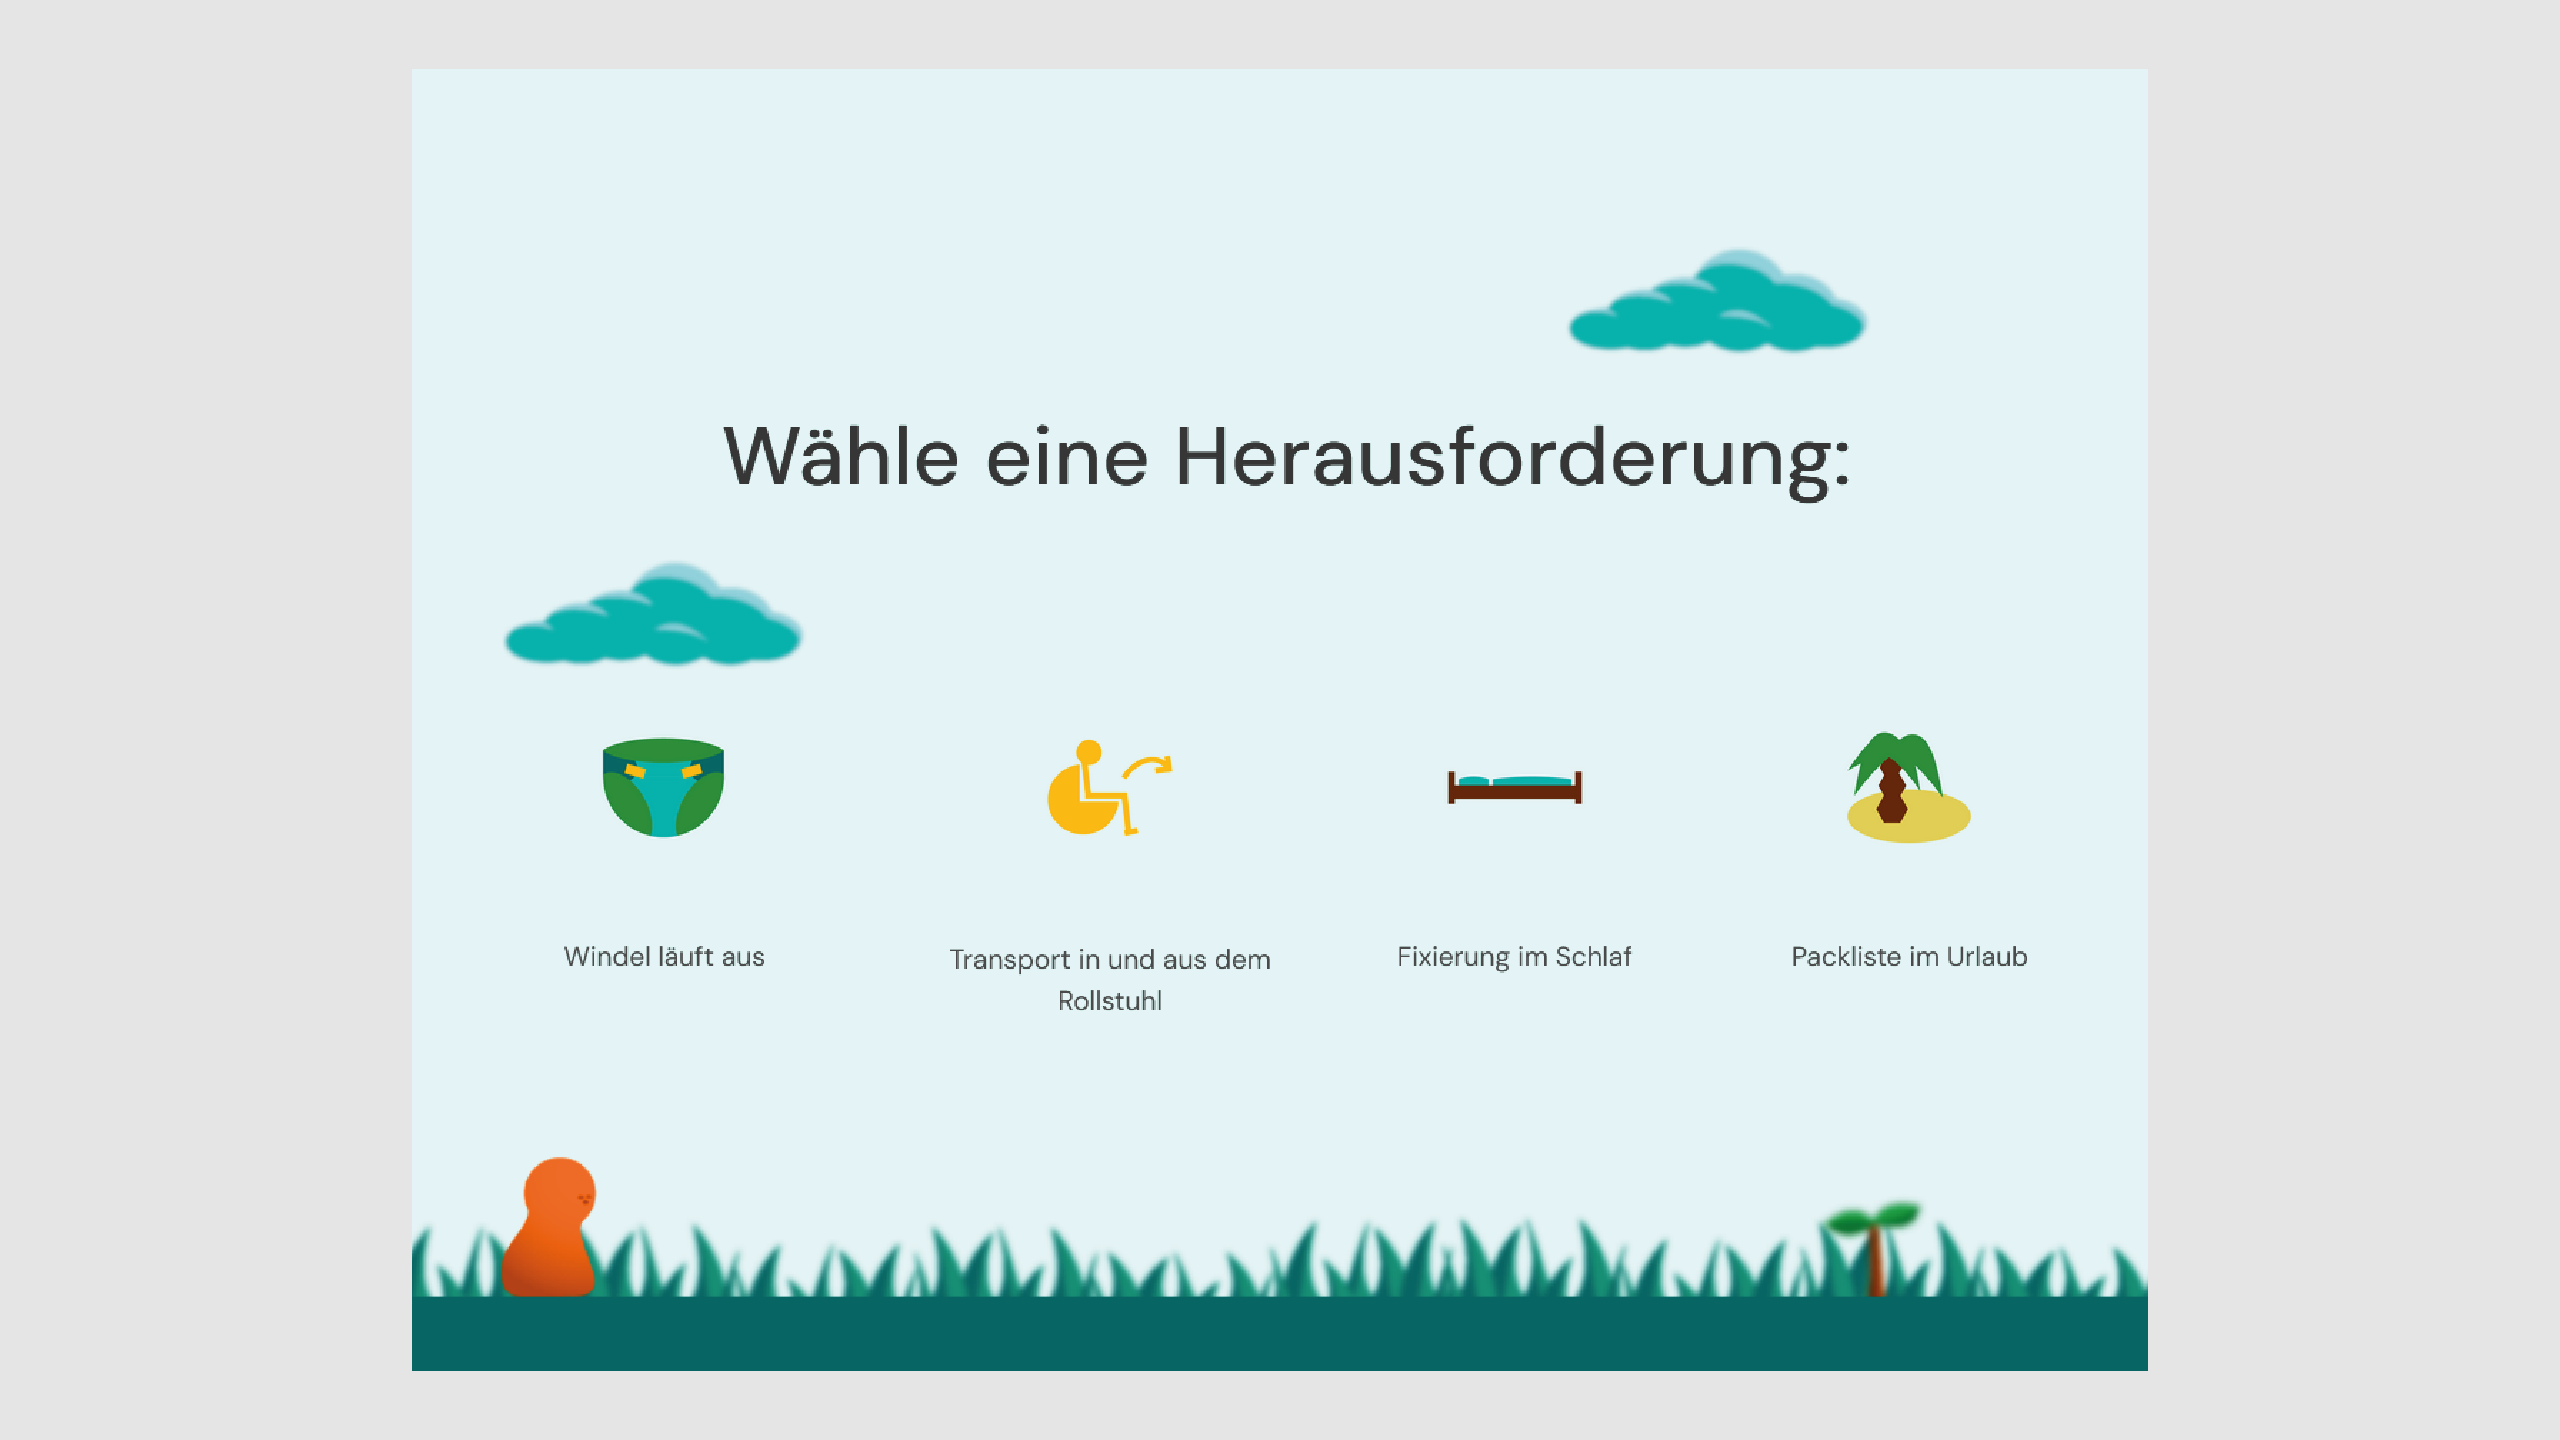 Wähle eine Herausforderung:
Windel läuft aus
Transport in und aus dem
Rollstuhl
Fixierung im Schlaf
Packliste im Urlaub